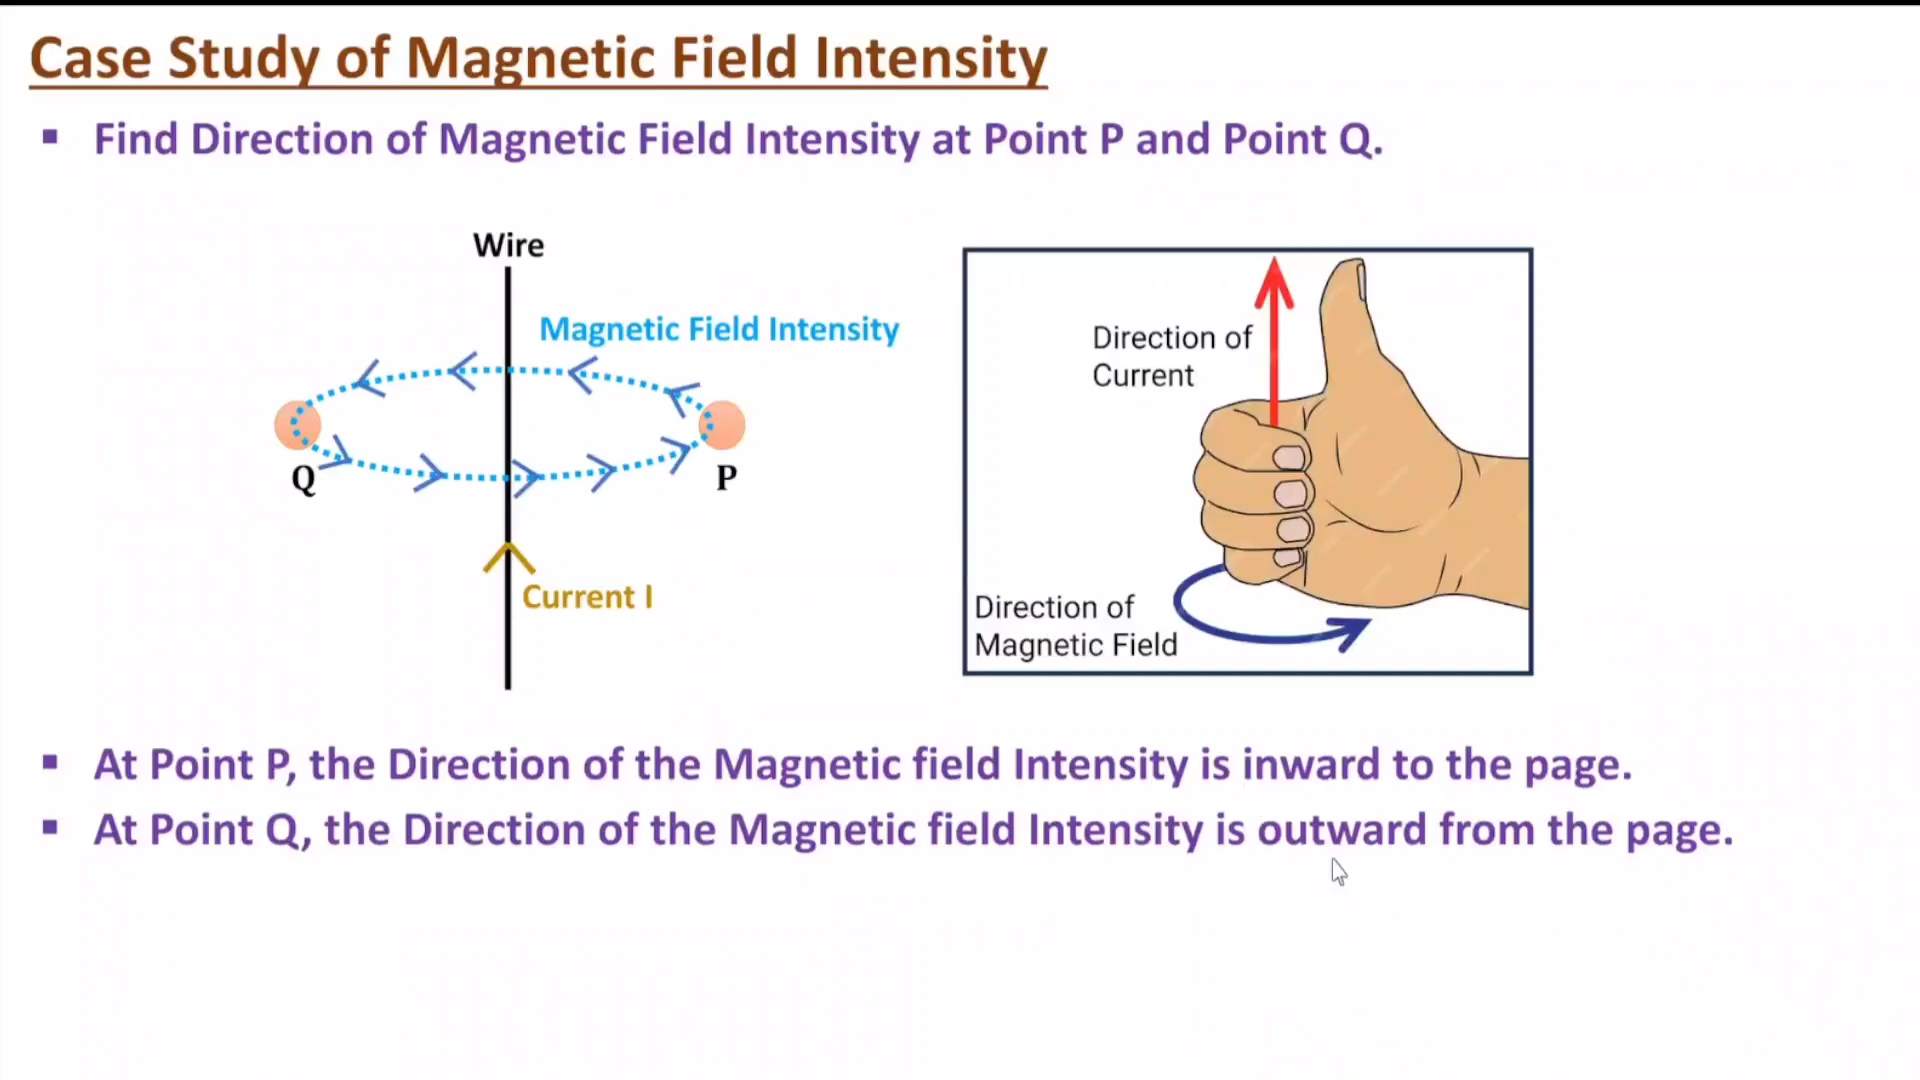 Case Study of Magnetic Field Intensity
▪ Find Direction of Magnetic Field Intensity at Point P and Point Q.
Wire
Magnetic Field Intensity
Q
P
Current I
Direction of
Current
Direction of
Magnetic Field
▪ At Point P, the Direction of the Magnetic field Intensity is inward to the page.
▪ At Point Q, the Direction of the Magnetic field Intensity is outward from the page.